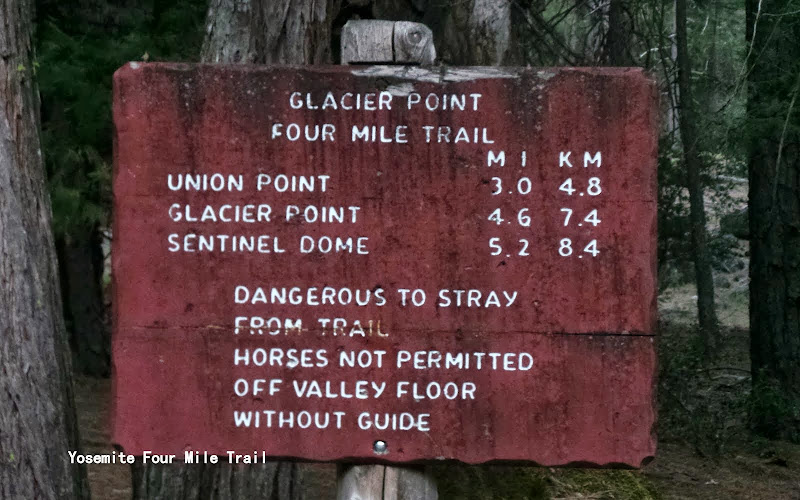 GLACIER POINT
FOUR MILE TRAIL
MI KM
UNION POINT 3.0 4.8
GLACIER POINT 4.6 7.4
SENTINEL DOME 5.2 8.4
DANGEROUS TO STRAY
FROM TRAIL
HORSES NOT PERMITTED
OFF VALLEY FLOOR
WITHOUT GUIDE
Yosemite Four Mile Trail